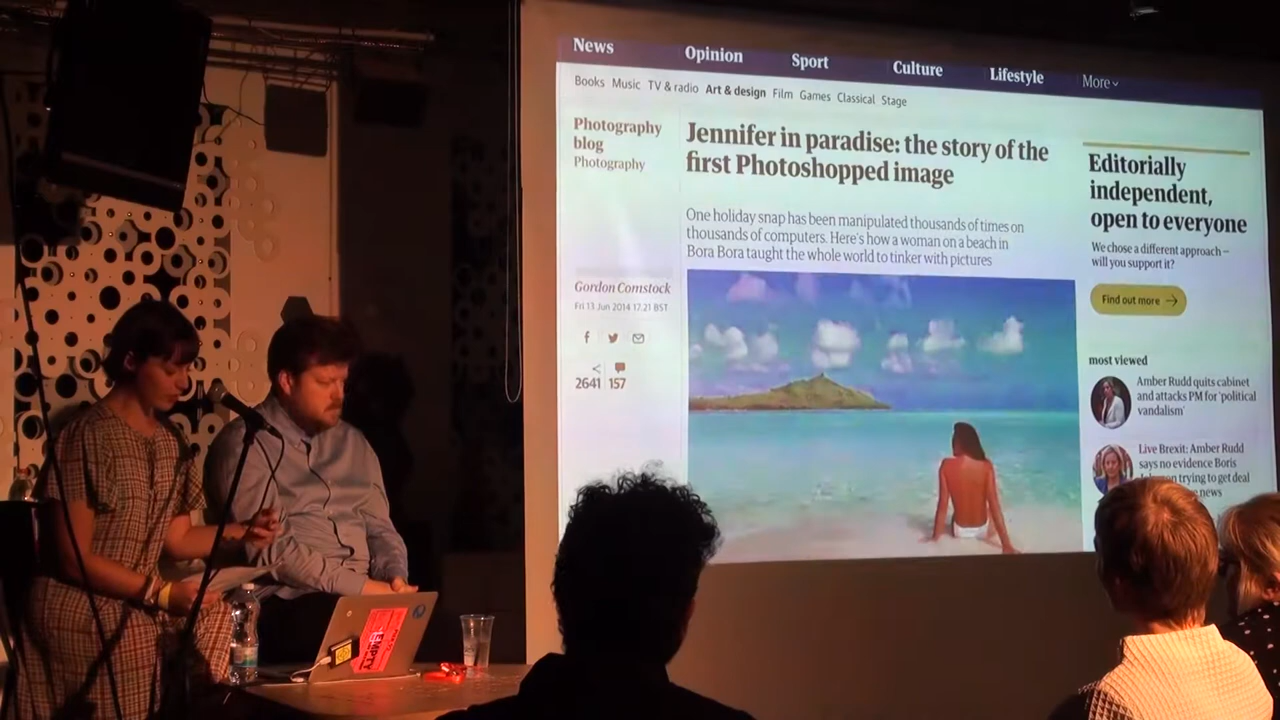 News Opinion Sport Culture Lifestyle More
Books Music TV & radio Art & design Film Games Classical Stage
Photography
blog
Photography
Jennifer in paradise: the story of the
first Photoshopped image
One holiday snap has been manipulated thousands of times on
thousands of computers. Here's how a woman on a beach in
Bora Bora taught the whole world to tinker with pictures
Gordon Comstock
Fri 13 Jun 2014 17.21 BST
2641 157
Editorially
independent,
open to everyone
We chose a different approach –
will you support it?
Find out more
most viewed
Amber Rudd quits cabinet
and attacks PM for 'political
vandalism'
Live Brexit: Amber Rudd
says no evidence Boris
trying to get deal
news
EMPTY